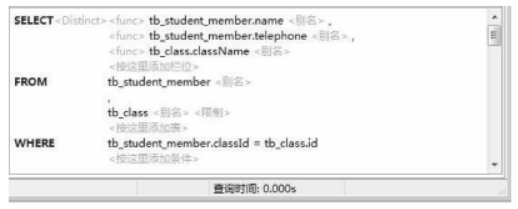 SELECT <Distinct> <func> tb_student_member.name <别名> ,
<func> tb_student_member.telephone <别名> ,
<func> tb_class.className <别名>
<按这里添加栏位>
FROM tb_student_member <别名>
,
tb_class <别名> <限制>
<按这里添加表>
WHERE tb_student_member.classId = tb_class.id
<按这里添加条件>
查询时间: 0.000s